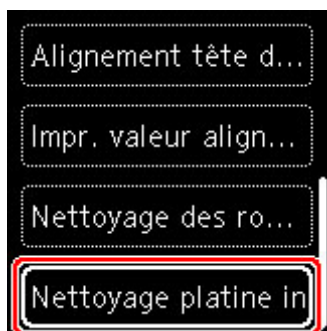 Alignement tête d...
Impr. valeur align...
Nettoyage des ro...
Nettoyage platine in